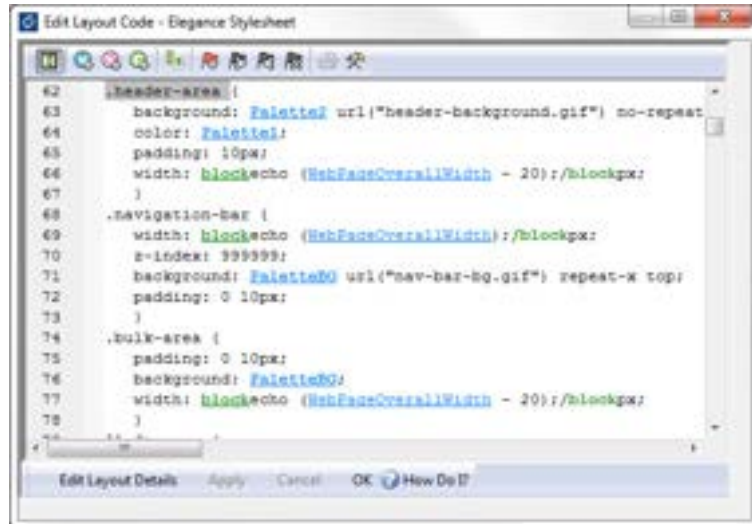 Edit Layout Code - Elegance Stylesheet
62 .header-area {
63 background: Palette2 url("header-background.gif") no-repeat
64 color: Palette1;
65 padding: 10px;
66 width: blockecho (WebPageOverallWidth - 20);/blockpx;
67 }
68 .navigation-bar {
69 width: blockecho (WebPageOverallWidth);/blockpx;
70 z-index: 999999;
71 background: PaletteBG url("nav-bar-bg.gif") repeat-x top;
72 padding: 0 10px;
73 }
74 .bulk-area {
75 padding: 0 10px;
76 background: PaletteBG;
77 width: blockecho (WebPageOverallWidth - 20);/blockpx;
78 }
Edit Layout Details Apply Cancel OK How Do I?